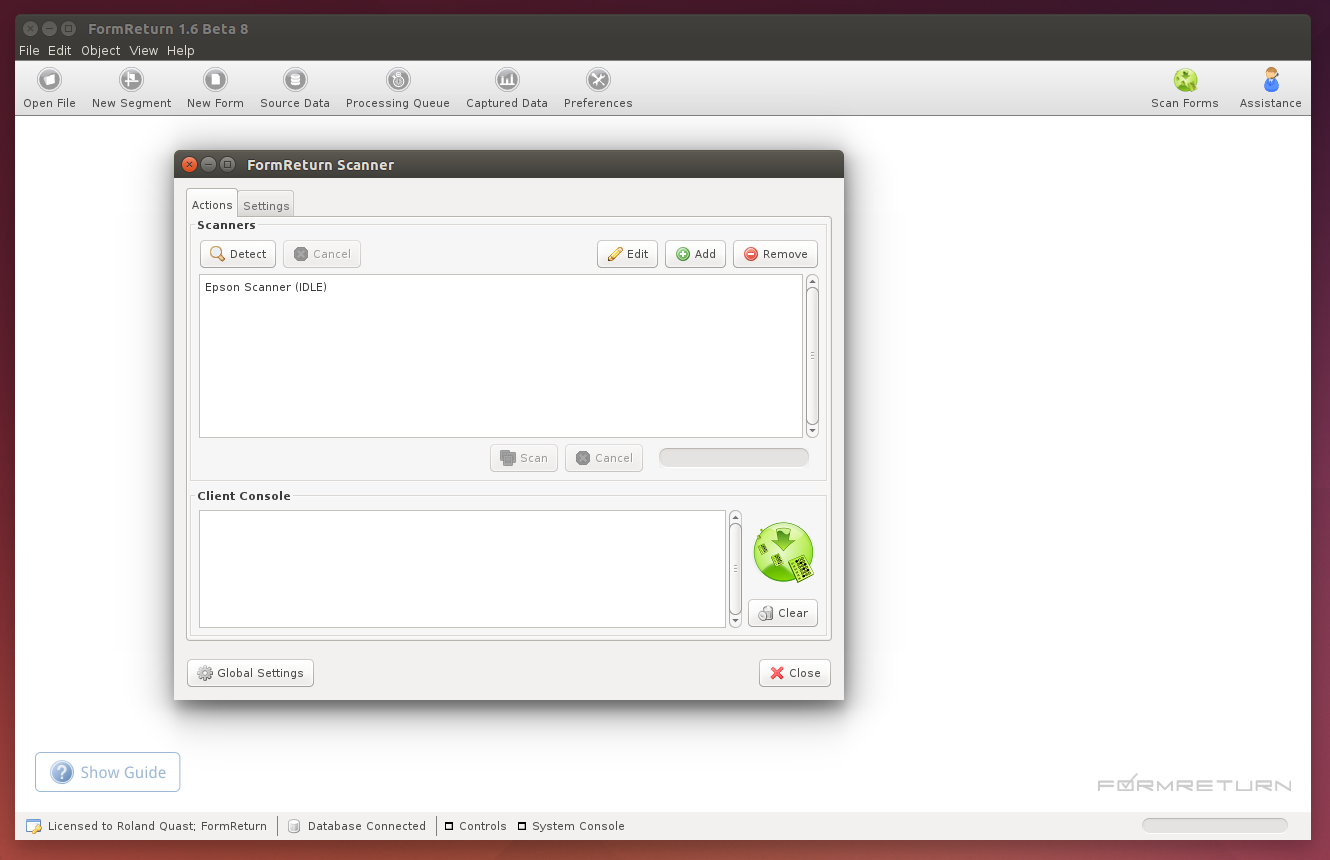 FormReturn 1.6 Beta 8
File Edit Object View Help
Open File New Segment New Form Source Data Processing Queue Captured Data Preferences Scan Forms Assistance
FormReturn Scanner
Actions Settings
Scanners
Detect Cancel Edit Add Remove
Epson Scanner (IDLE)
Scan Cancel
Client Console
Clear
Global Settings Close
? Show Guide
FORMRETURN
Licensed to Roland Quast; FormReturn Database Connected Controls System Console